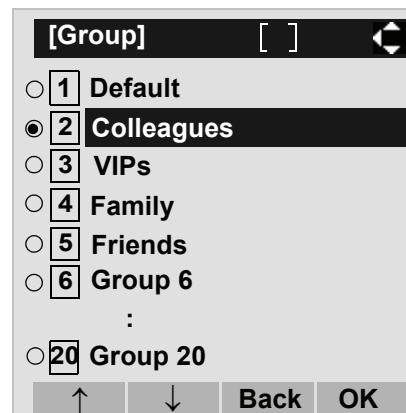 [Group] [ ]
1 Default
2 Colleagues
3 VIPs
4 Family
5 Friends
6 Group 6
:
20 Group 20
↑ ↓ Back OK